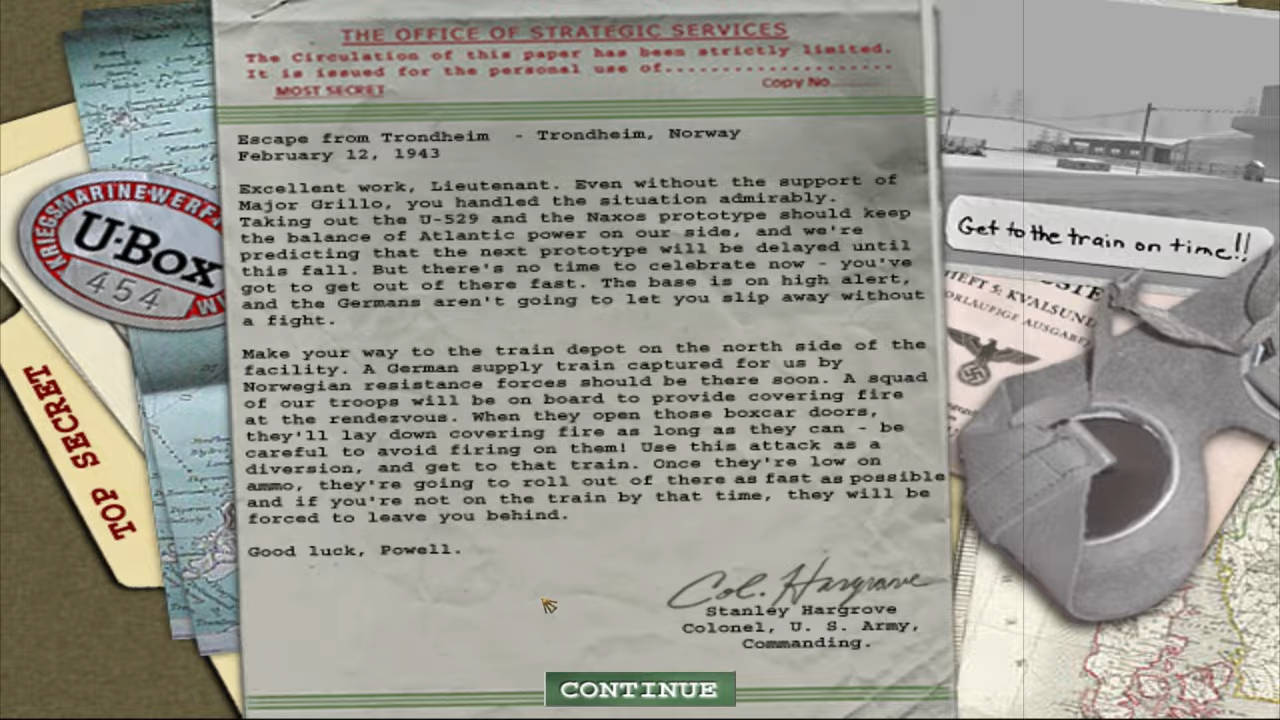 THE OFFICE OF STRATEGIC SERVICES
The Circulation of this paper has been strictly limited.
It is issued for the personal use of....................
MOST SECRET
Copy No..........
Escape from Trondheim - Trondheim, Norway
February 12, 1943
Excellent work, Lieutenant. Even without the support of
Major Grillo, you handled the situation admirably.
Taking out the U-529 and the Naxos prototype should keep
the balance of Atlantic power on our side, and we're
predicting that the next prototype will be delayed until
this fall. But there's no time to celebrate now - you've
got to get out of there fast. The base is on high alert,
and the Germans aren't going to let you slip away without
a fight.
Make your way to the train depot on the north side of the
facility. A German supply train captured for us by
Norwegian resistance forces should be there soon. A squad
of our troops will be on board to provide covering fire
at the rendezvous. When they open those boxcar doors,
they'll lay down covering fire as long as they can - be
careful to avoid firing on them! Use this attack as a
diversion, and get to that train. Once they're low on
ammo, they're going to roll out of there as fast as possible
and if you're not on the train by that time, they will be
forced to leave you behind.
Good luck, Powell.
Col. Hargrove
Stanley Hargrove
Colonel, U. S. Army,
Commanding.
CONTINUE
KRIEGSMARINEWERFA
U-Box
454
TOP SECRET
Get to the train on time!!
HEFT 5: KVALSUND
ORLÄUFIGE AUSGABE